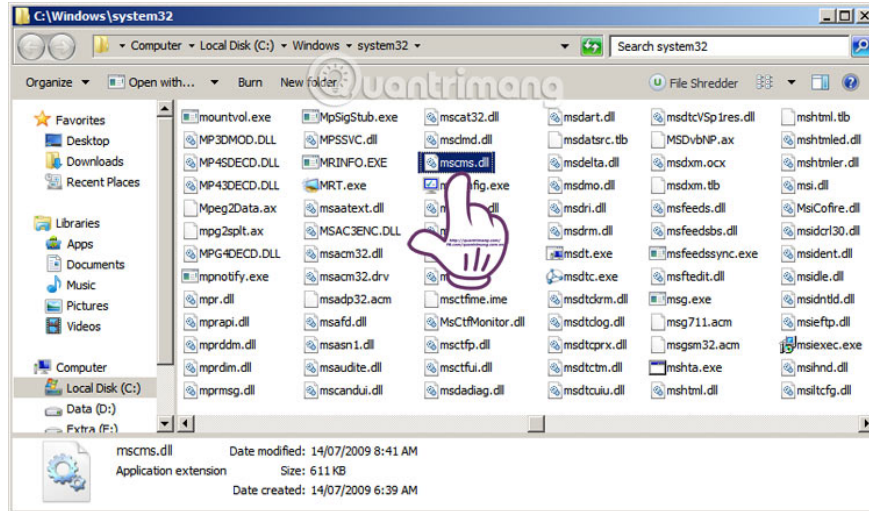 C:\Windows\system32
Computer Local Disk (C:) Windows system32
Search system32
Organize Open with... Burn New folder File Shredder
Quantrimang
Favorites
Desktop
Downloads
Recent Places
Libraries
Apps
Documents
Music
Pictures
Videos
Computer
Local Disk (C:)
Data (D:)
Extra (E:)
mountvol.exe
MP3DMOD.DLL
MP4SDECD.DLL
MP43DECD.DLL
Mpeg2Data.ax
mpg2splt.ax
MPG4DECD.DLL
mpnotify.exe
mpr.dll
mprapi.dll
mprddm.dll
mprdim.dll
mprmsg.dll
MpSigStub.exe
MPSSVC.dll
MRINFO.EXE
MRT.exe
msaatext.dll
MSAC3ENC.DLL
msacm32.dll
msacm32.drv
msadp32.acm
msafd.dll
msasn1.dll
msaudite.dll
mscandui.dll
mscat32.dll
msclmd.dll
mscms.dll
msctfime.ime
MsCtfMonitor.dll
msctfp.dll
msctfui.dll
msdadiag.dll
msdart.dll
msdatsrc.tlb
msdelta.dll
msdmo.dll
msdri.dll
msdrm.dll
msdt.exe
msdtc.exe
msdtckrm.dll
msdtclog.dll
msdtcprx.dll
msdtctm.dll
msdtcuiu.dll
msdtcVSp1res.dll
MSDvbNP.ax
msdxm.ocx
msdxm.tlb
msfeeds.dll
msfeedsbs.dll
msfeedssync.exe
msftedit.dll
msg.exe
msg711.acm
msgsm32.acm
mshta.exe
mshtml.dll
mshtml.tlb
mshtmled.dll
mshtmler.dll
msi.dll
MsiCofire.dll
msidcrl30.dll
msident.dll
msidle.dll
msidntld.dll
msieftp.dll
msiexec.exe
msihnd.dll
msiltcfg.dll
mscms.dll Date modified: 14/07/2009 8:41 AM
Application extension Size: 611 KB
Date created: 14/07/2009 6:39 AM